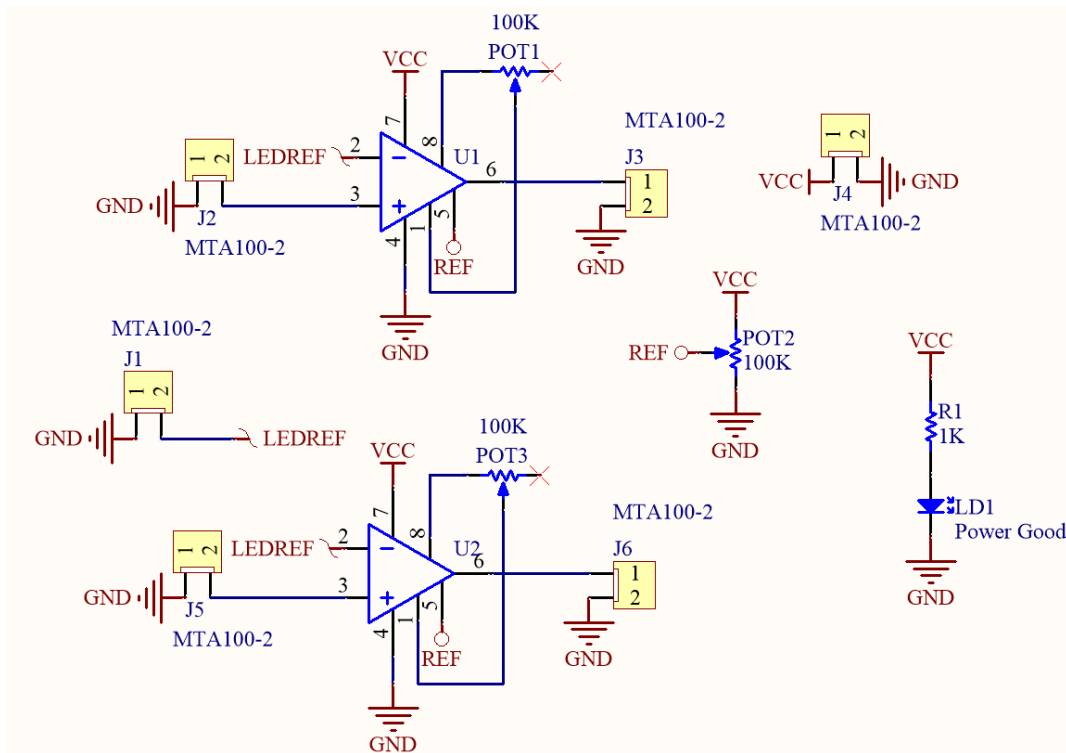 100K
POT1
VCC
7
8
2
LEDREF
U1
6
3
5
1
4
REF
GND
1
2
GND
J2
MTA100-2
MTA100-2
J3
1
2
GND
1
2
VCC
GND
J4
MTA100-2
MTA100-2
J1
1
2
GND
LEDREF
VCC
REF
POT2
100K
GND
VCC
R1
1K
LD1
Power Good
GND
100K
POT3
VCC
7
8
2
LEDREF
U2
6
3
5
1
4
REF
GND
1
2
GND
J5
MTA100-2
MTA100-2
J6
1
2
GND